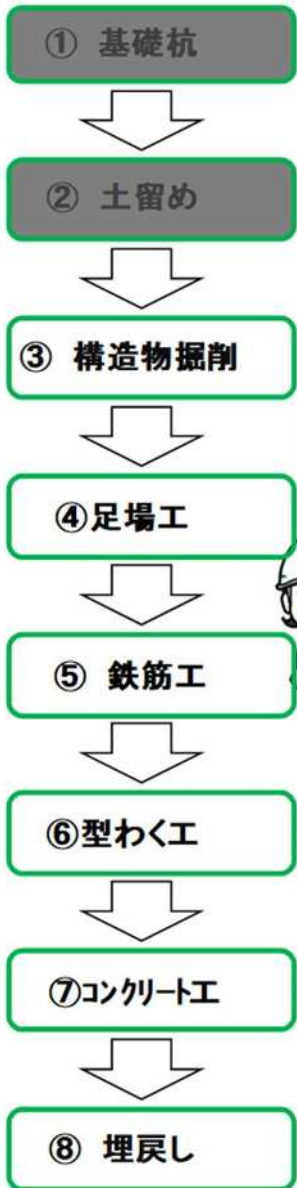 ① 基礎杭
② 土留め
③ 構造物掘削
④足場工
⑤ 鉄筋工
⑥型わく工
⑦コンクリート工
⑧ 埋戻し